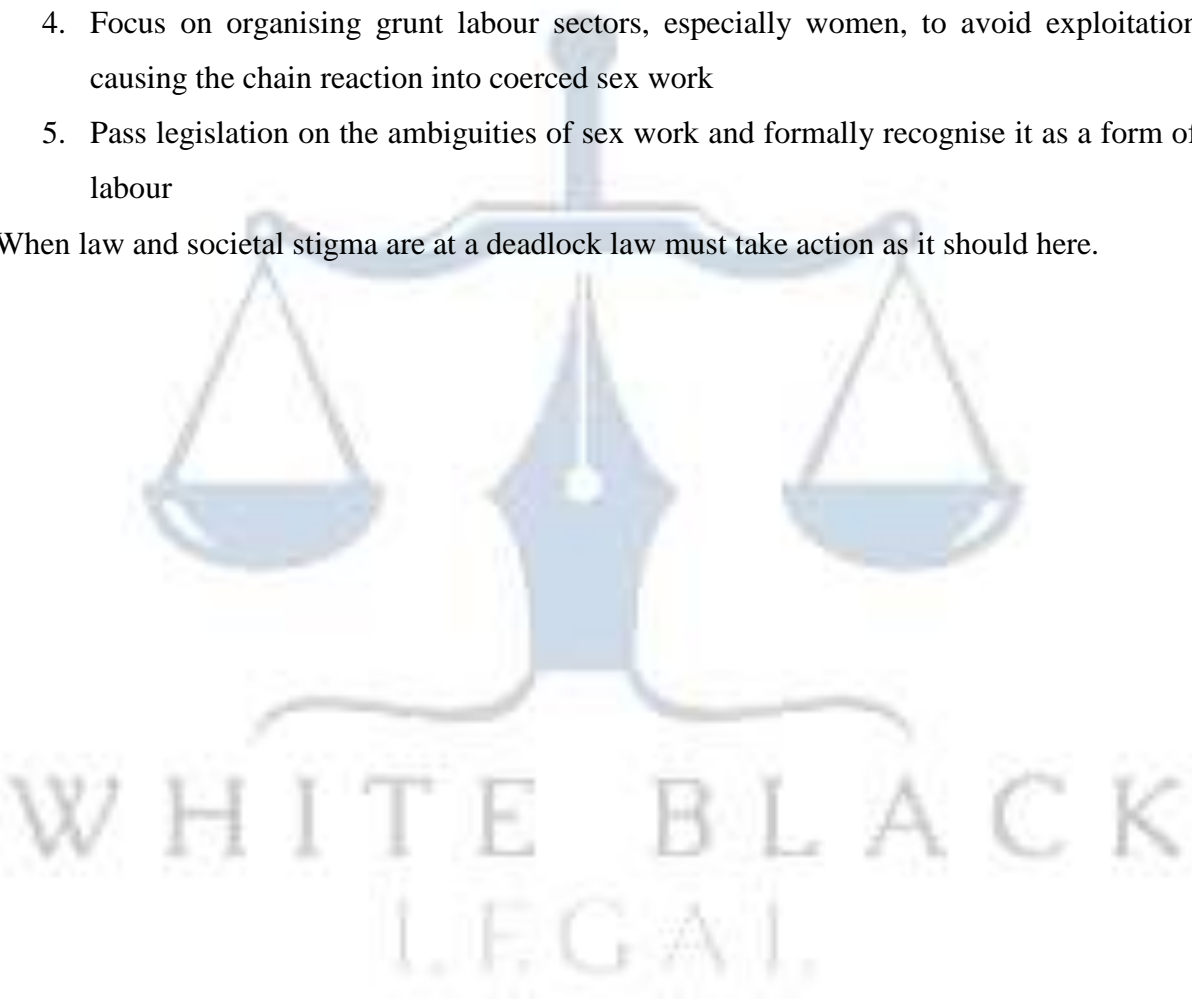 4. Focus on organising grunt labour sectors, especially women, to avoid exploitation
causing the chain reaction into coerced sex work
5. Pass legislation on the ambiguities of sex work and formally recognise it as a form of
labour
When law and societal stigma are at a deadlock law must take action as it should here.
WHITE BLACK
LEGAL